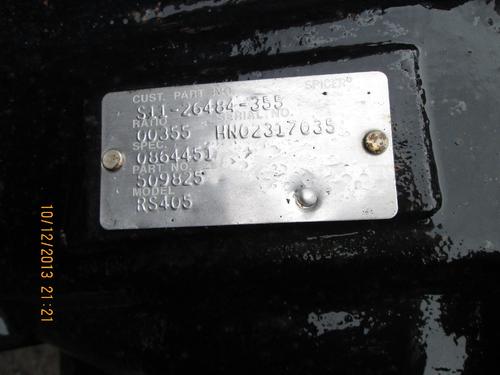 CUST. PART NO. SPICER®
S11-26484-355
RATIO SERIAL NO.
00355 HN02317035
SPEC.
0864451
PART NO.
509825
MODEL
RS405
10/12/2013 21:21